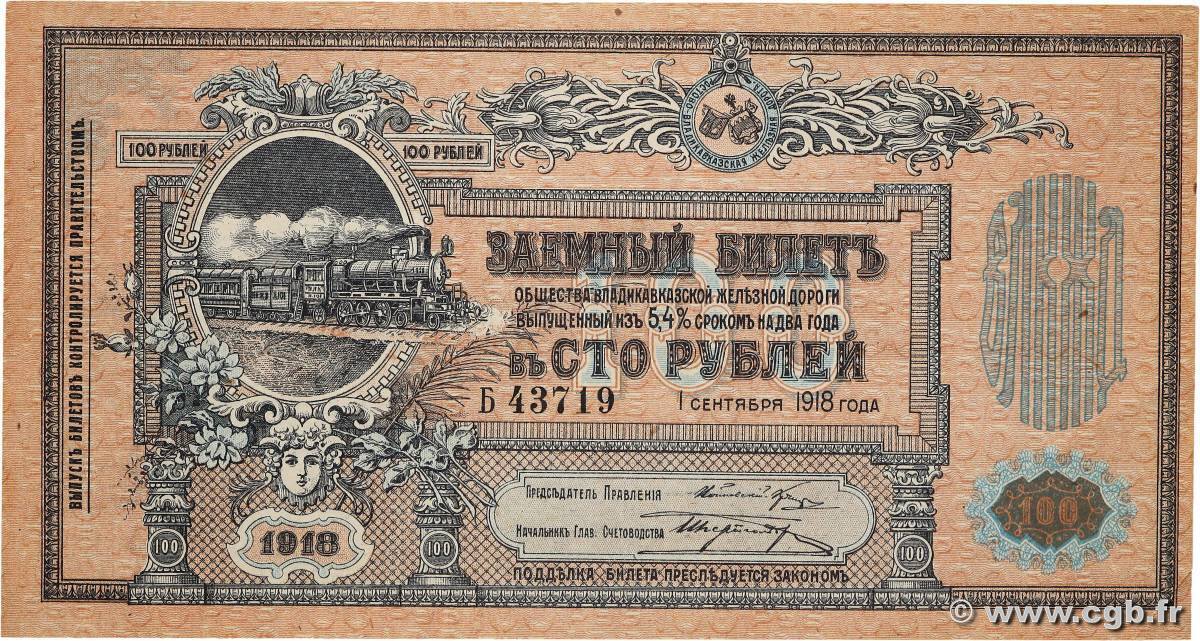 ВЫПУСКЪ БИЛЕТОВЪ КОНТРОЛИРУЕТСЯ ПРАВИТЕЛЬСТВОМЪ.
100 РУБЛЕЙ
100 РУБЛЕЙ
ВЛАДИКАВКАЗСКАЯ ЖЕЛѢЗНАЯ ДОРОГА
ЗАЕМНЫЙ БИЛЕТЪ
ОБЩЕСТВА ВЛАДИКАВКАЗСКОЙ ЖЕЛѢЗНОЙ ДОРОГИ
ВЫПУЩЕННЫЙ ИЗЪ 5,4% СРОКОМЪ НА ДВА ГОДА
ВЪ СТО РУБЛЕЙ
100
Б 43719
1 СЕНТЯБРЯ 1918 ГОДА
ПРЕДСѢДАТЕЛЬ ПРАВЛЕНІЯ
НАЧАЛЬНИКЪ ГЛАВ. СЧЕТОВОДСТВА
1918
100
100
100
100
ПОДДѢЛКА БИЛЕТА ПРЕСЛѢДУЕТСЯ ЗАКОНОМЪ
© www.cgb.fr